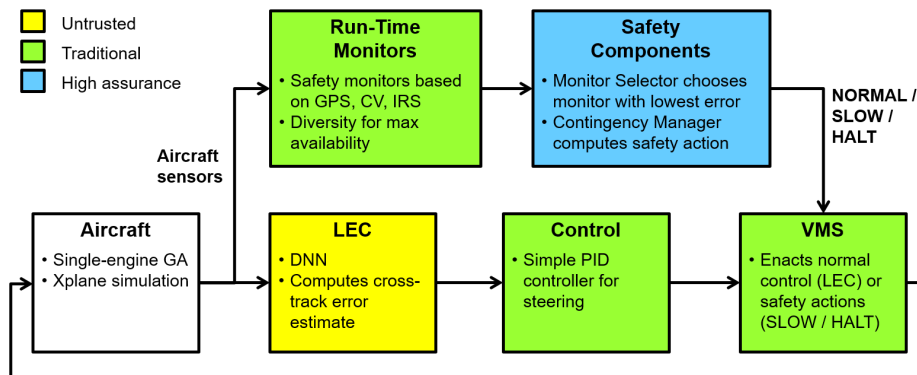 Untrusted
Traditional
High assurance
Run-Time
Monitors
• Safety monitors based
on GPS, CV, IRS
• Diversity for max
availability
Safety
Components
• Monitor Selector chooses
monitor with lowest error
• Contingency Manager
computes safety action
NORMAL /
SLOW /
HALT
Aircraft
sensors
Aircraft
• Single-engine GA
• Xplane simulation
LEC
• DNN
• Computes cross-
track error
estimate
Control
• Simple PID
controller for
steering
VMS
• Enacts normal
control (LEC) or
safety actions
(SLOW / HALT)